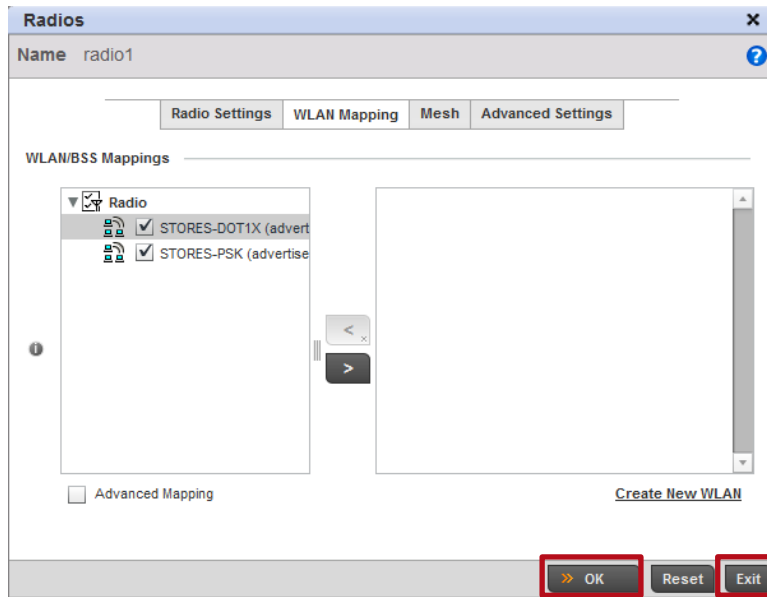 Radios
Name radio1
Radio Settings WLAN Mapping Mesh Advanced Settings
WLAN/BSS Mappings
Radio
STORES-DOT1X (advert
STORES-PSK (advertise
<
>
Advanced Mapping
Create New WLAN
OK Reset Exit